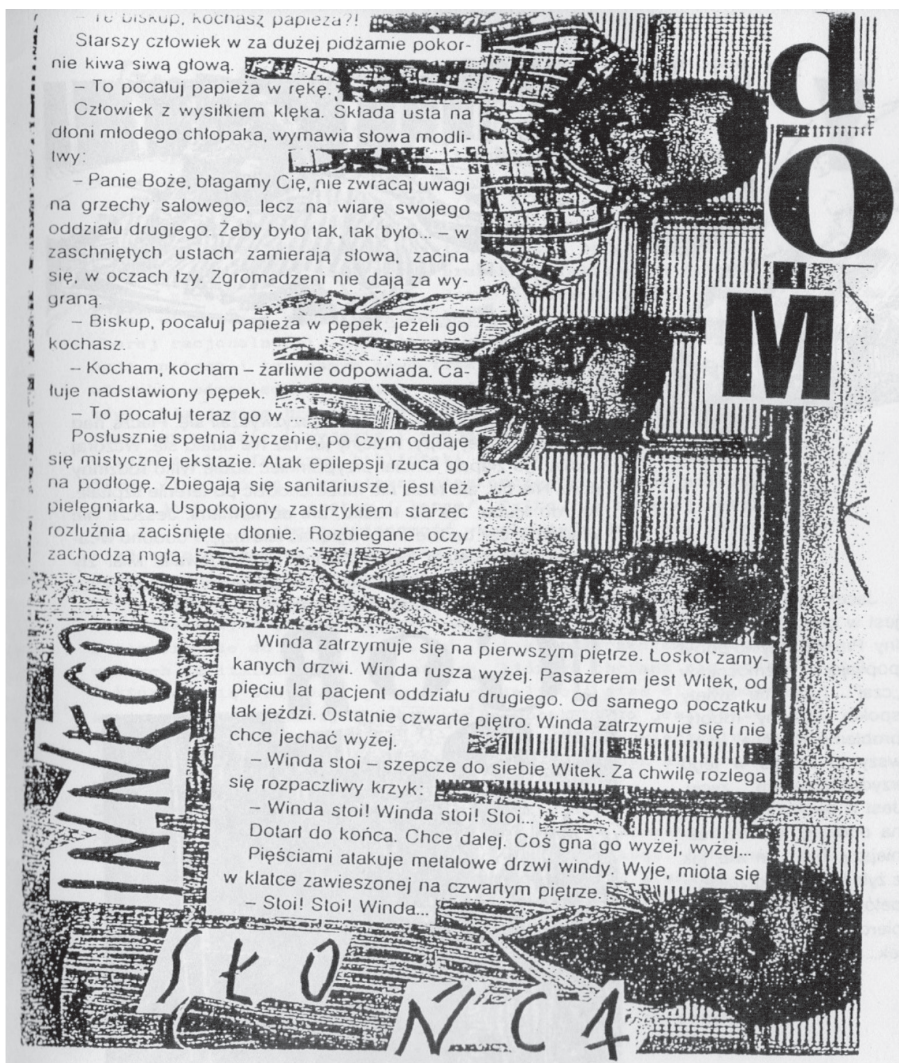 – Te biskup, kochasz papieża?!
Starszy człowiek w za dużej pidżamie pokor-
nie kiwa siwą głową.
– To pocałuj papieża w rękę.
Człowiek z wysiłkiem klęka. Składa usta na
dłoni młodego chłopaka, wymawia słowa modli-
twy:
– Panie Boże, błagamy Cię, nie zwracaj uwagi
na grzechy salowego, lecz na wiarę swojego
oddziału drugiego. Żeby było tak, tak było... – w
zaschniętych ustach zamierają słowa, zacina
się, w oczach łzy. Zgromadzeni nie dają za wy-
graną.
– Biskup, pocałuj papieża w pępek, jeżeli go
kochasz.
– Kocham, kocham – żarliwie odpowiada. Ca-
łuje nadstawiony pępek.
– To pocałuj teraz go w ...
Posłusznie spełnia życzenie, po czym oddaje
się mistycznej ekstazie. Atak epilepsji rzuca go
na podłogę. Zbiegają się sanitariusze, jest też
pielęgniarka. Uspokojony zastrzykiem starzec
rozluźnia zaciśnięte dłonie. Rozbiegane oczy
zachodzą mgłą.
dOM
INNEGO
SŁOŃCA
Winda zatrzymuje się na pierwszym piętrze. Łoskot zamy-
kanych drzwi. Winda rusza wyżej. Pasażerem jest Witek, od
pięciu lat pacjent oddziału drugiego. Od samego początku
tak jeździ. Ostatnie czwarte piętro. Winda zatrzymuje się i nie
chce jechać wyżej.
– Winda stoi – szepcze do siebie Witek. Za chwilę rozlega
się rozpaczliwy krzyk:
– Winda stoi! Winda stoi! Stoi...
Dotarł do końca. Chce dalej. Coś gna go wyżej, wyżej...
Pięściami atakuje metalowe drzwi windy. Wyje, miota się
w klatce zawieszonej na czwartym piętrze.
– Stoi! Stoi! Winda...